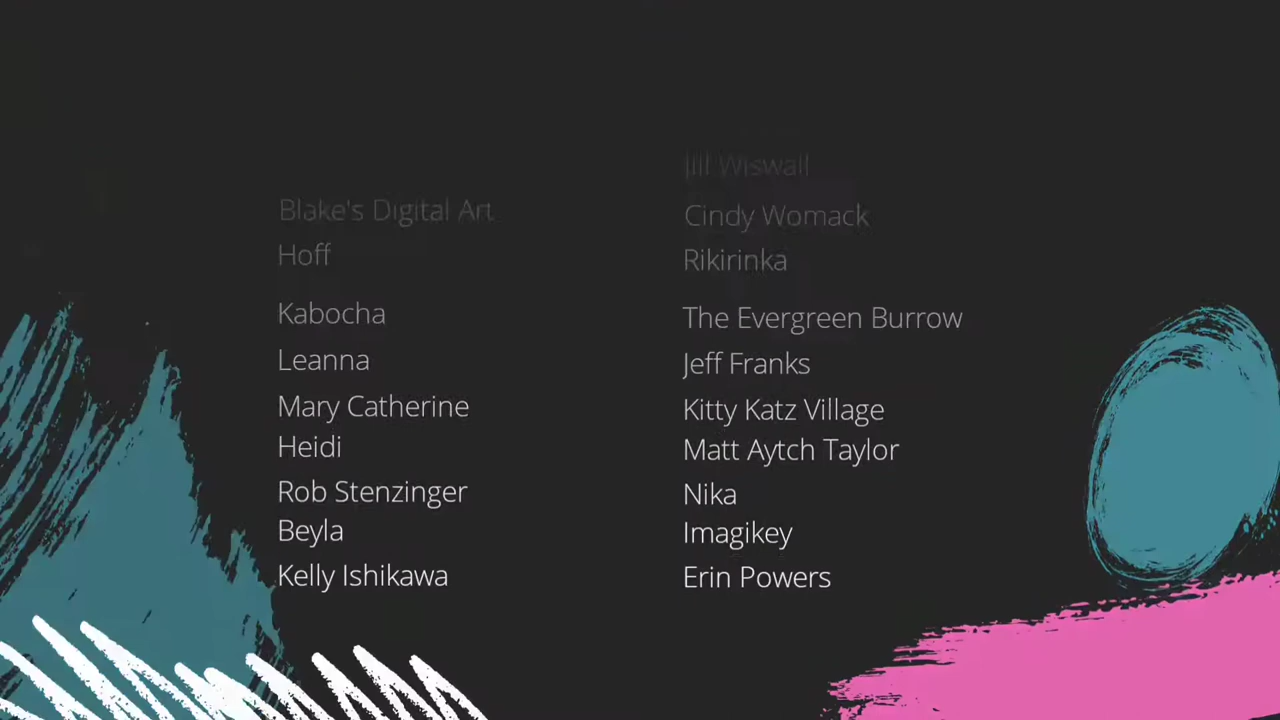 Blake's Digital Art
Hoff
Kabocha
Leanna
Mary Catherine
Heidi
Rob Stenzinger
Beyla
Kelly Ishikawa
Jill Wiswall
Cindy Womack
Rikirinka
The Evergreen Burrow
Jeff Franks
Kitty Katz Village
Matt Aytch Taylor
Nika
Imagikey
Erin Powers